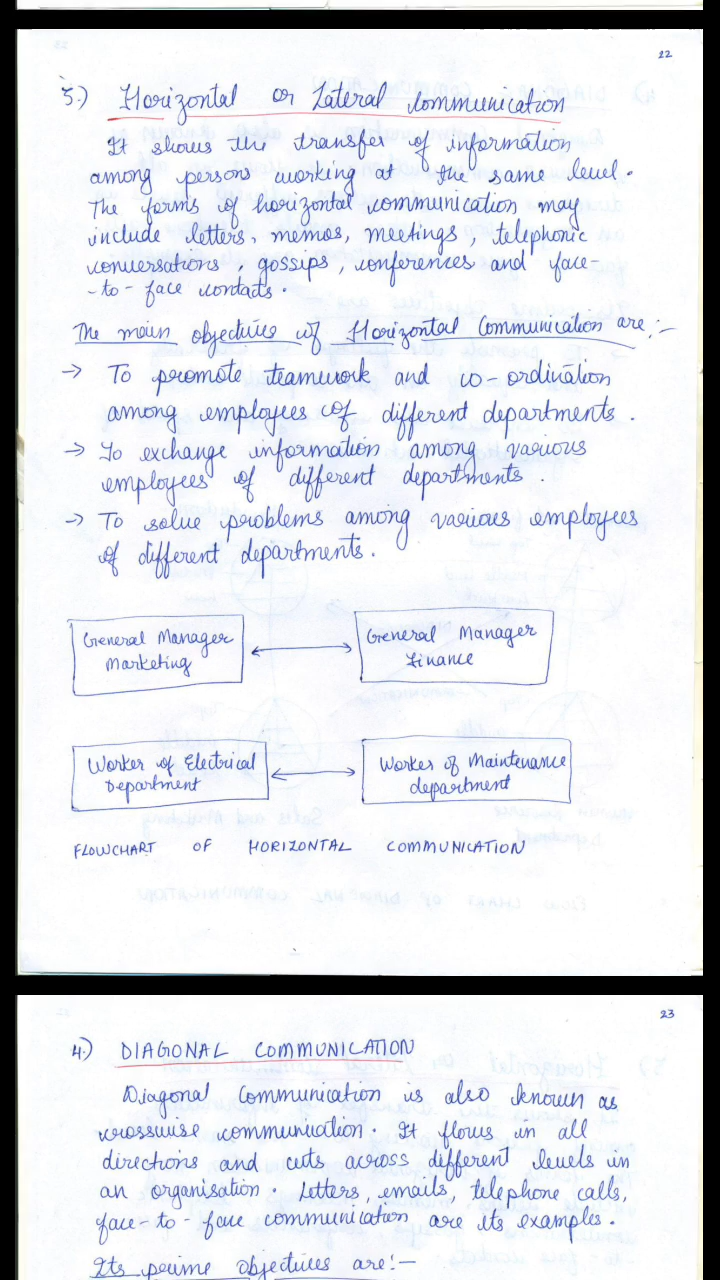 22
3.) Horizontal or Lateral Communication
It shows the transfer of information
among persons working at the same level.
The forms of horizontal communication may
include letters, memos, meetings, telephonic
conversations, gossips, conferences and face-
-to-face contacts.
The main objectives of Horizontal Communication are:-
→ To promote teamwork and co-ordination
among employees of different departments.
→ To exchange information among various
employees of different departments.
→ To solve problems among various employees
of different departments.
General Manager
Marketing
General Manager
Finance
Worker of Electrical
Department
Worker of Maintenance
department
FLOWCHART OF HORIZONTAL COMMUNICATION
23
4.) DIAGONAL COMMUNICATION
Diagonal Communication is also known as
crosswise communication. It flows in all
directions and cuts across different levels in
an organisation. Letters, emails, telephone calls,
face-to-face communication are its examples.
Its prime objectives are:-